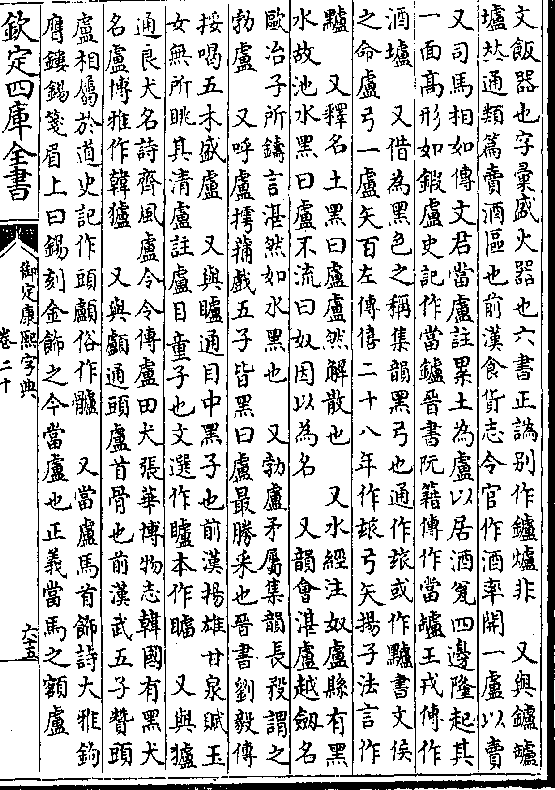 文飯器也字彙盛火器也六書正譌别作鑪爐非　又與鑪壚
壚𠀤通類篇賣酒區也前漢食貨志令官作酒率開一盧以賣
又司馬相如傳文君當盧註累土為盧以居酒瓮四邊隆起其
一面高形如鍜盧史記作當鑪晉書阮籍傳作當壚王戎傳作
酒壚　又借為黑色之稱集韻黑弓也通作玈或作黸書文侯
之命盧弓一盧矢百左傳僖二十八年作玈弓矢揚子法言作
黸　又釋名土黑曰盧盧然解散也　又水經注奴盧縣有黑
水故池水黑曰盧不流曰奴因以為名　又韻會湛盧越劔名
歐冶子所鑄言湛然如水黑也　又勃盧矛屬集韻長殺謂之
勃盧　又呼盧摴蒱戲五子皆黑曰盧最勝采也晉書劉毅傳
挼喝五木盛盧　又與矑通目中黑子也前漢揚雄甘泉賦玉
女無所眺其清盧註盧目童子也文選作矑本作矑　又與獹
通良犬名詩齊風盧令令傳盧田犬張華博物志韓國有黑犬
名盧博雅作韓獹　又與顱通頭盧首骨也前漢武五子贊頭
盧相屬於道史記作頭顱俗作髗　又當盧馬首飾詩大雅鉤
膺鏤錫箋眉上曰錫刻金飾之今當盧也正義當馬之額盧
欽定四庫全書
御定康熙字典
卷二十
六十五